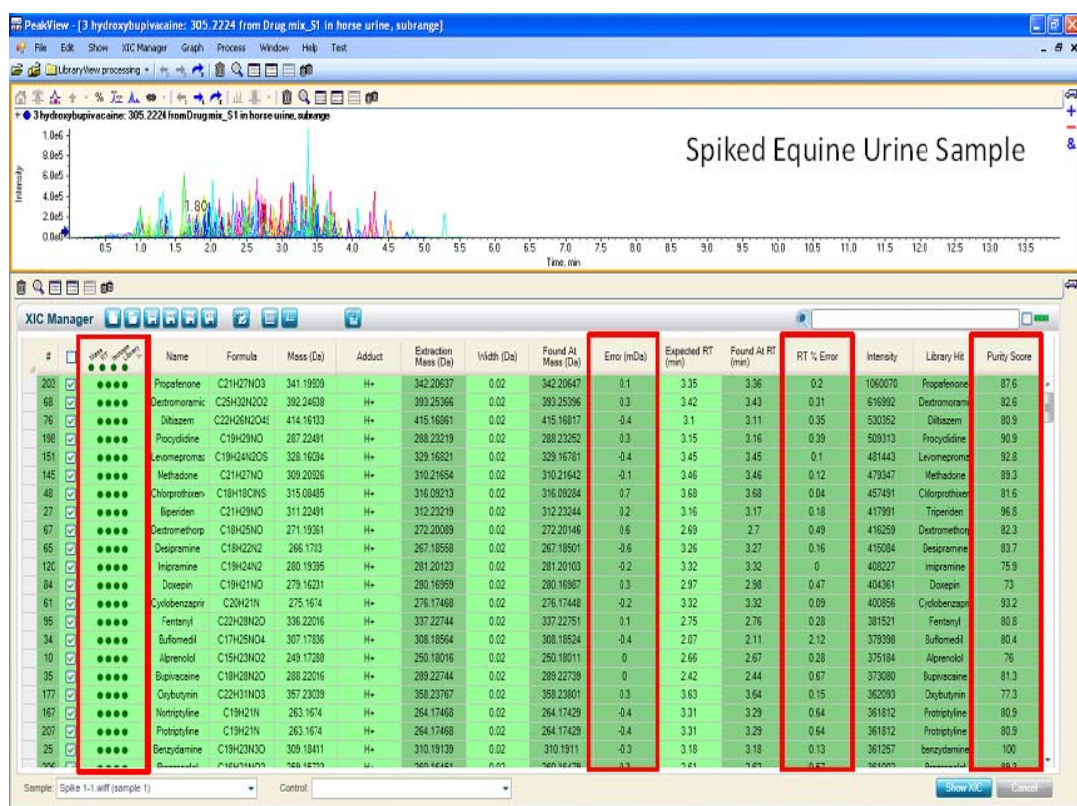 PeakView - [3 hydroxybupivacaine: 305.2224 from Drug mix_S1 in horse urine, subrange]
File Edit Show XIC Manager Graph Process Window Help Test
LibraryView processing
3 hydroxybupivacaine: 305.2224 from Drug mix_S1 in horse urine, subrange
Spiked Equine Urine Sample
Intensity
1.0e6
8.0e5
6.0e5
4.0e5
2.0e5
0.0e0
1.80
0.5 1.0 1.5 2.0 2.5 3.0 3.5 4.0 4.5 5.0 5.5 6.0 6.5 7.0 7.5 8.0 8.5 9.0 9.5 10.0 10.5 11.0 11.5 12.0 12.5 13.0 13.5
Time, min
XIC Manager
# Mass RT Isotope Library Name Formula Mass (Da) Adduct Extraction Mass (Da) Width (Da) Found At Mass (Da) Error (mDa) Expected RT (min) Found At RT (min) RT % Error Intensity Library Hit Purity Score
203 Propafenone C21H27NO3 341.19909 H+ 342.20637 0.02 342.20647 0.1 3.35 3.36 0.2 1060070 Propafenone 87.6
68 Dextromoramic C25H32N2O2 392.24638 H+ 393.25366 0.02 393.25396 0.3 3.42 3.43 0.31 616992 Dextromorami 82.6
76 Diltiazem C22H26N2O4S 414.16133 H+ 415.16861 0.02 415.16817 -0.4 3.1 3.11 0.35 530352 Diltiazem 80.9
198 Procyclidine C19H29NO 287.22491 H+ 288.23219 0.02 288.23252 0.3 3.15 3.16 0.39 509313 Procyclidine 90.9
151 Levomepromaz C19H24N2OS 328.16094 H+ 329.16821 0.02 329.16781 -0.4 3.45 3.45 0.1 481443 Levomeproma 92.8
145 Methadone C21H27NO 309.20926 H+ 310.21654 0.02 310.21642 -0.1 3.46 3.46 0.12 479347 Methadone 89.3
48 Chlorprothixen C18H18ClNS 315.08485 H+ 316.09213 0.02 316.09284 0.7 3.68 3.68 0.04 457491 Chlorprothixer 81.6
27 Biperiden C21H29NO 311.22491 H+ 312.23219 0.02 312.23244 0.2 3.16 3.17 0.18 417991 Triperiden 96.8
67 Dextromethorp C18H25NO 271.19361 H+ 272.20089 0.02 272.20146 0.6 2.69 2.7 0.49 416259 Dextromethorp 82.3
65 Desipramine C18H22N2 266.1783 H+ 267.18558 0.02 267.18501 -0.6 3.26 3.27 0.16 415084 Desipramine 83.7
120 Imipramine C19H24N2 280.19395 H+ 281.20123 0.02 281.20103 -0.2 3.32 3.32 0 408227 Imipramine 75.9
84 Doxepin C19H21NO 279.16231 H+ 280.16959 0.02 280.16987 0.3 2.97 2.98 0.47 404361 Doxepin 73
61 Cyclobenzaprir C20H21N 275.1674 H+ 276.17468 0.02 276.17448 -0.2 3.32 3.32 0.09 400856 Cyclobenzapri 93.2
95 Fentanyl C22H28N2O 336.22016 H+ 337.22744 0.02 337.22751 0.1 2.75 2.76 0.28 381521 Fentanyl 80.8
34 Buflomedil C17H25NO4 307.17836 H+ 308.18564 0.02 308.18524 -0.4 2.07 2.11 2.12 379398 Buflomedil 80.4
10 Alprenolol C15H23NO2 249.17288 H+ 250.18016 0.02 250.18011 0 2.66 2.67 0.28 375184 Alprenolol 76
35 Bupivacaine C18H28N2O 288.22016 H+ 289.22744 0.02 289.22739 0 2.42 2.44 0.67 373080 Bupivacaine 81.3
177 Oxybutynin C22H31NO3 357.23039 H+ 358.23767 0.02 358.23801 0.3 3.63 3.64 0.15 362093 Oxybutynin 77.3
167 Nortriptyline C19H21N 263.1674 H+ 264.17468 0.02 264.17429 -0.4 3.31 3.29 0.64 361812 Protriptyline 80.9
207 Protriptyline C19H21N 263.1674 H+ 264.17468 0.02 264.17429 -0.4 3.31 3.29 0.64 361812 Protriptyline 80.9
25 Benzydamine C19H23N3O 309.18411 H+ 310.19139 0.02 310.1911 -0.3 3.18 3.18 0.13 361257 benzydamine 100
Sample: Spike 1-1.wiff (sample 1) Control: Show XIC Cancel